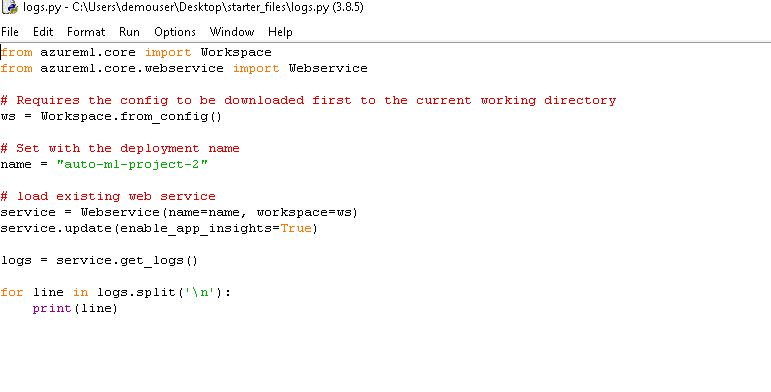 logs.py - C:\Users\demouser\Desktop\starter_files\logs.py (3.8.5)
File Edit Format Run Options Window Help
from azureml.core import Workspace
from azureml.core.webservice import Webservice
# Requires the config to be downloaded first to the current working directory
ws = Workspace.from_config()
# Set with the deployment name
name = "auto-ml-project-2"
# load existing web service
service = Webservice(name=name, workspace=ws)
service.update(enable_app_insights=True)
logs = service.get_logs()
for line in logs.split('\n'):
    print(line)